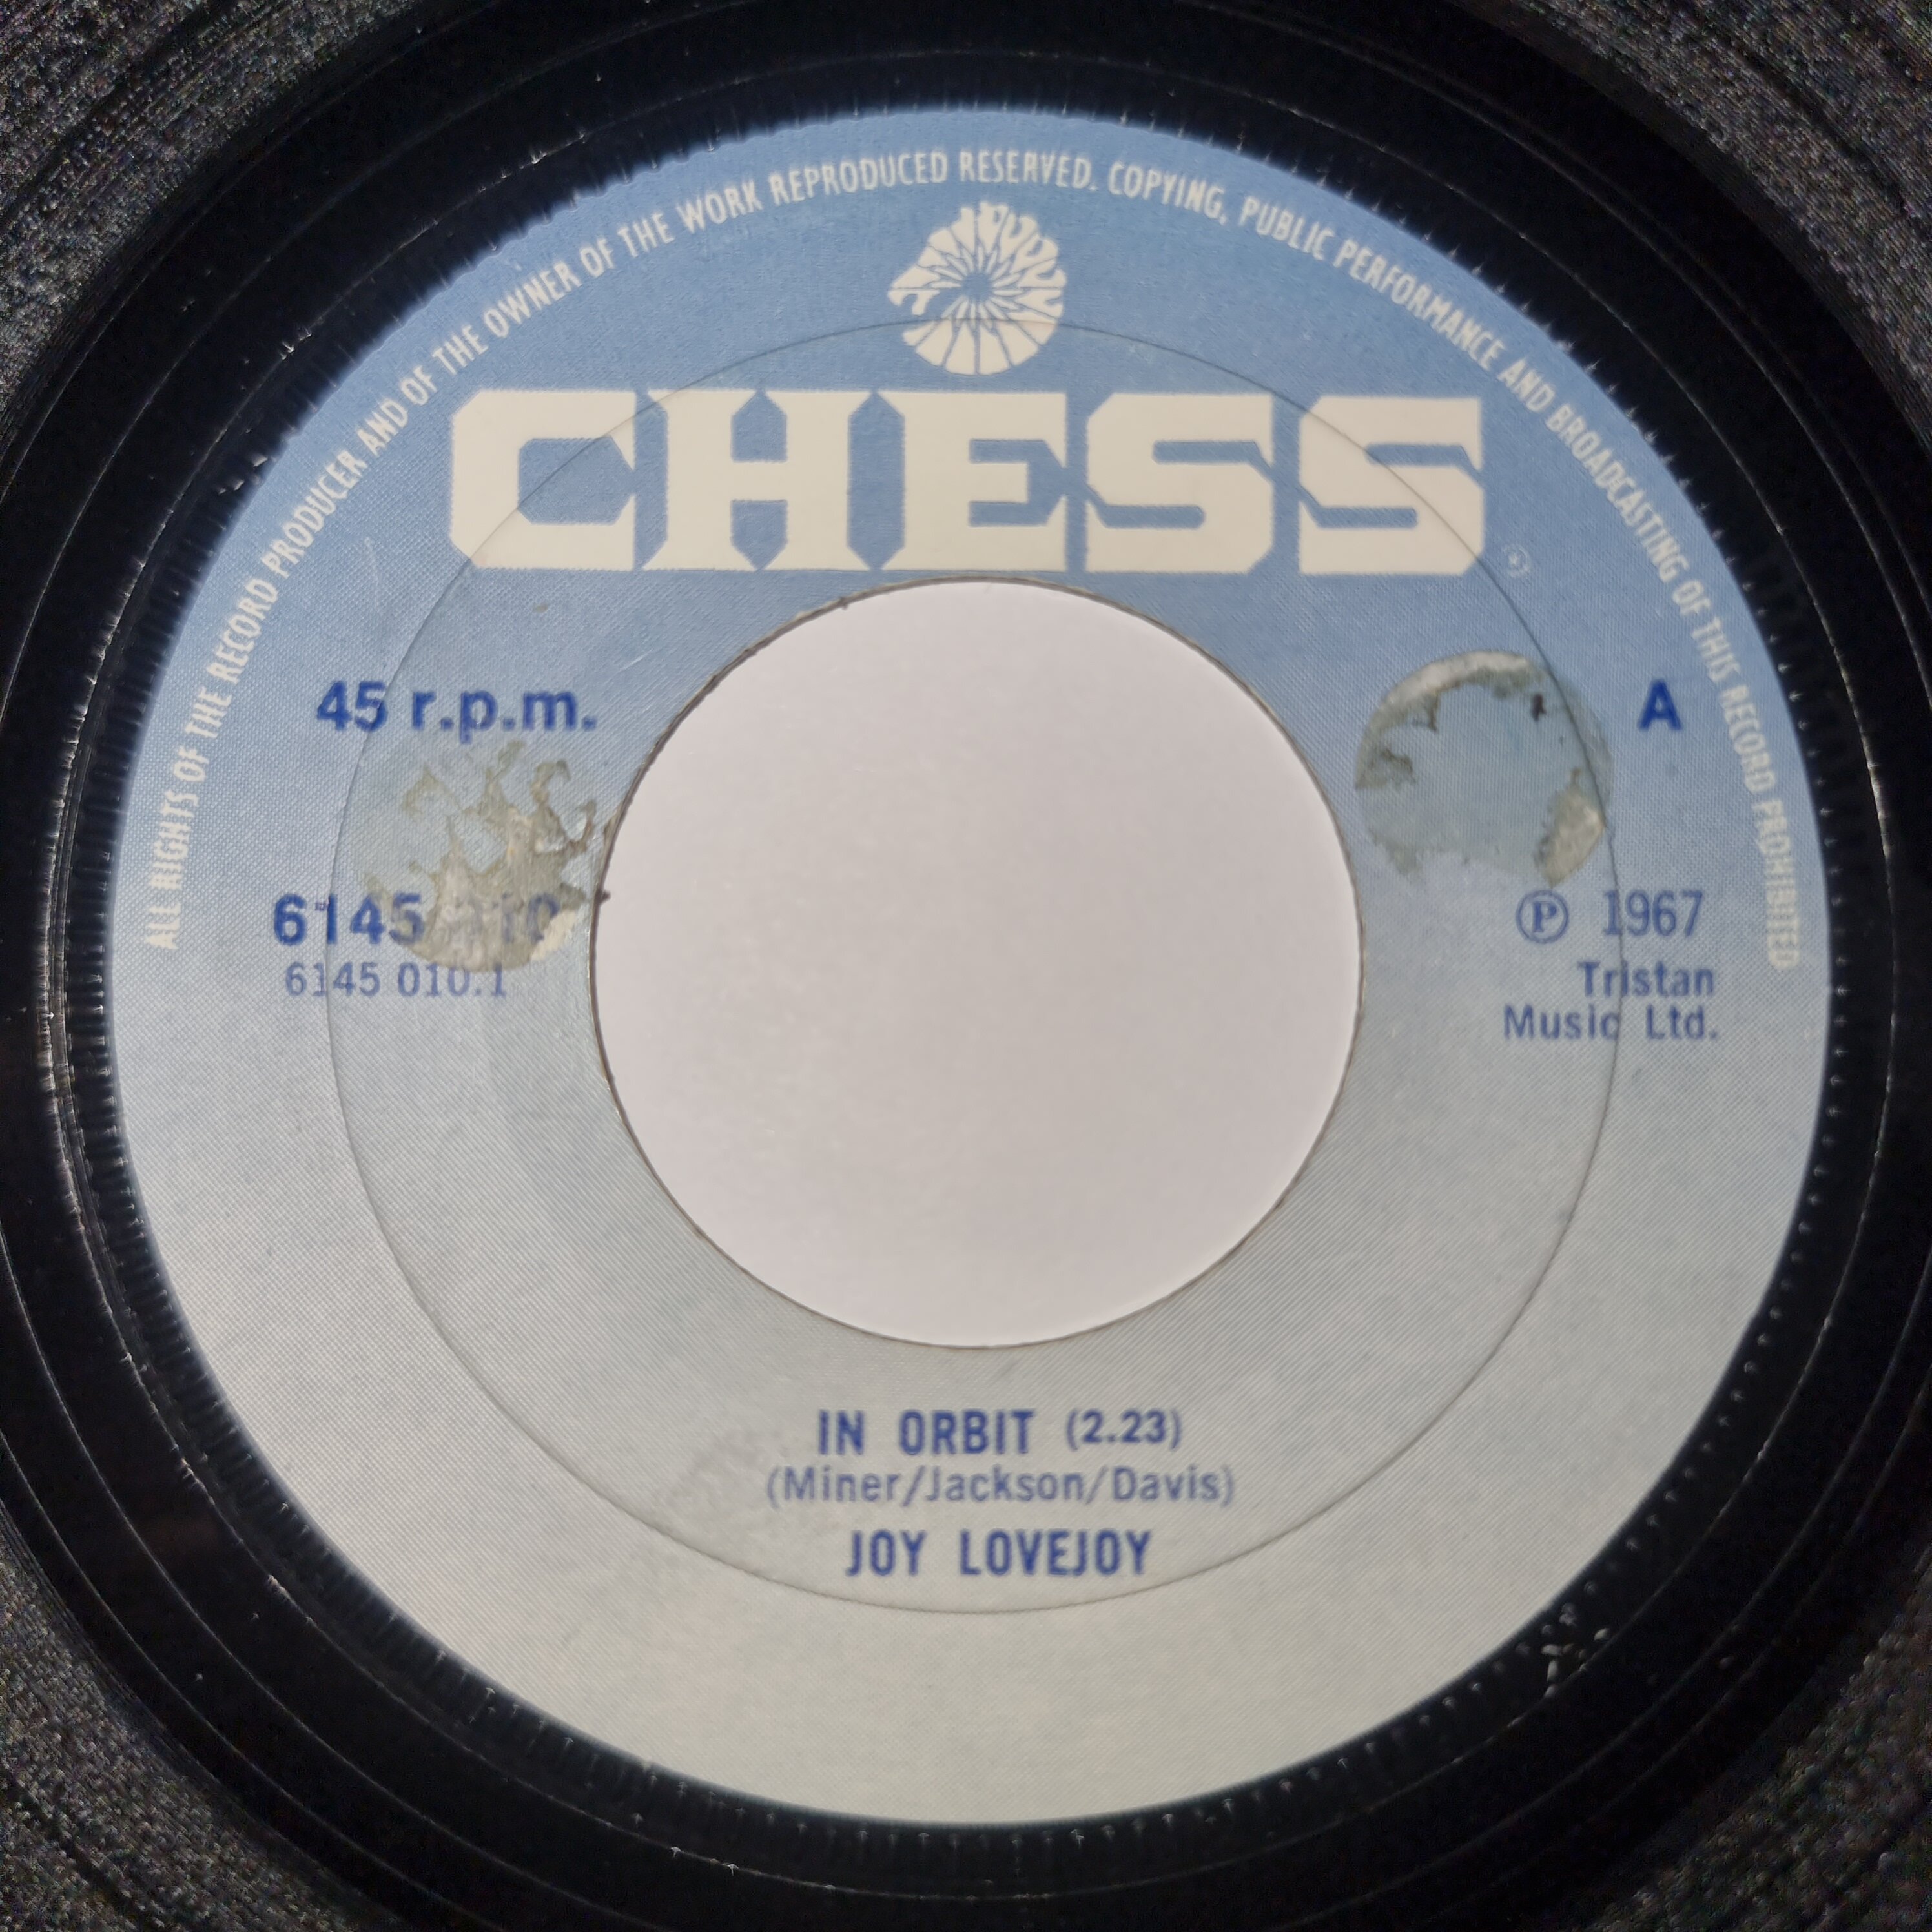 ALL RIGHTS OF THE RECORD PRODUCER AND OF THE OWNER OF THE WORK REPRODUCED RESERVED. COPYING, PUBLIC PERFORMANCE AND BROADCASTING OF THIS RECORD PROHIBITED
CHESS
45 r.p.m.
A
6145 010
6145 010.1
℗ 1967
Tristan
Music Ltd.
IN ORBIT (2.23)
(Miner/Jackson/Davis)
JOY LOVEJOY